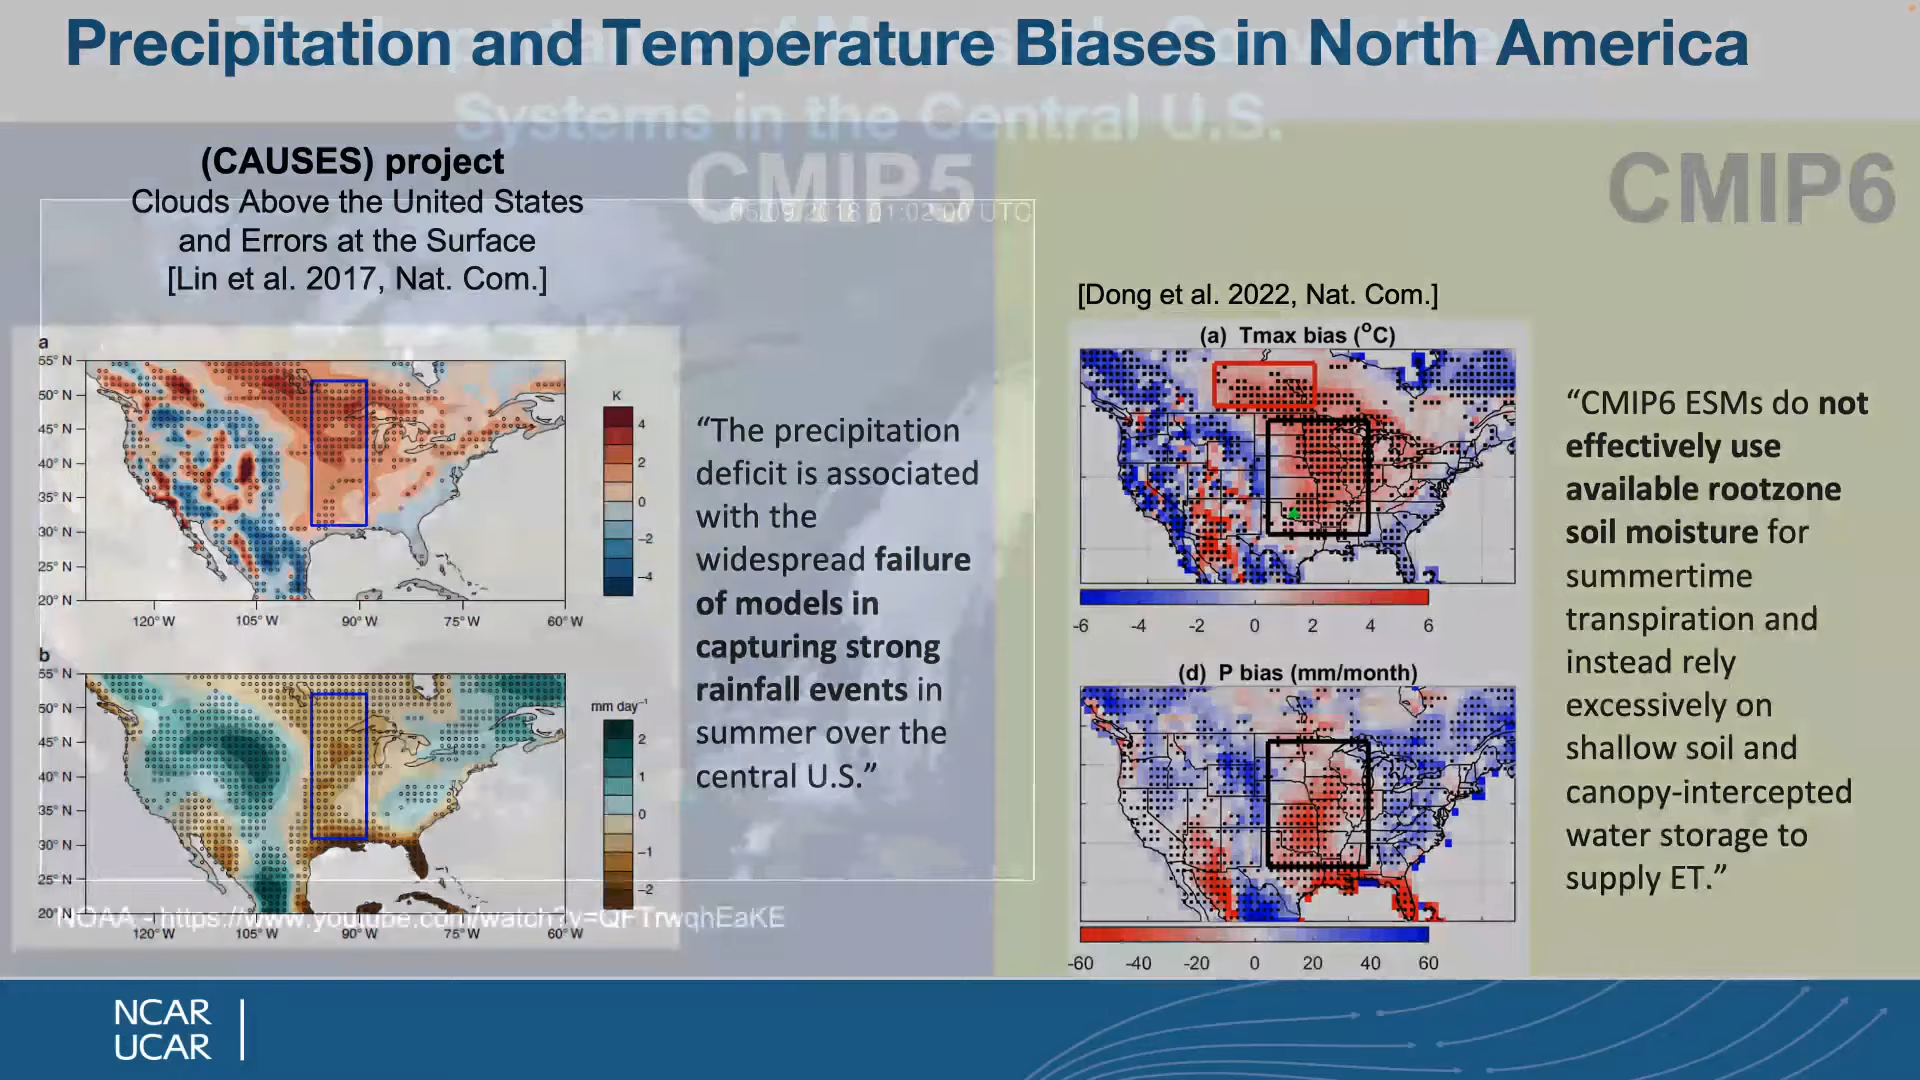 Precipitation and Temperature Biases in North America
Systems in the Central U.S.
(CAUSES) project
Clouds Above the United States
and Errors at the Surface
[Lin et al. 2017, Nat. Com.]
CMIP5
05.09.2018 01:02:00 UTC
a
55° N
50° N
45° N
40° N
35° N
30° N
25° N
20° N
120° W
105° W
90° W
75° W
60° W
K
4
2
0
−2
−4
b
55° N
50° N
45° N
40° N
35° N
30° N
25° N
20° N
120° W
105° W
90° W
75° W
60° W
mm day⁻¹
2
1
0
−1
−2
“The precipitation
deficit is associated
with the
widespread failure
of models in
capturing strong
rainfall events in
summer over the
central U.S.”
NOAA - https://www.youtube.com/watch?v=QFTrwqhEaKE
CMIP6
[Dong et al. 2022, Nat. Com.]
(a) Tmax bias (°C)
-6 -4 -2 0 2 4 6
(d) P bias (mm/month)
-60 -40 -20 0 20 40 60
“CMIP6 ESMs do not
effectively use
available rootzone
soil moisture for
summertime
transpiration and
instead rely
excessively on
shallow soil and
canopy-intercepted
water storage to
supply ET.”
NCAR
UCAR